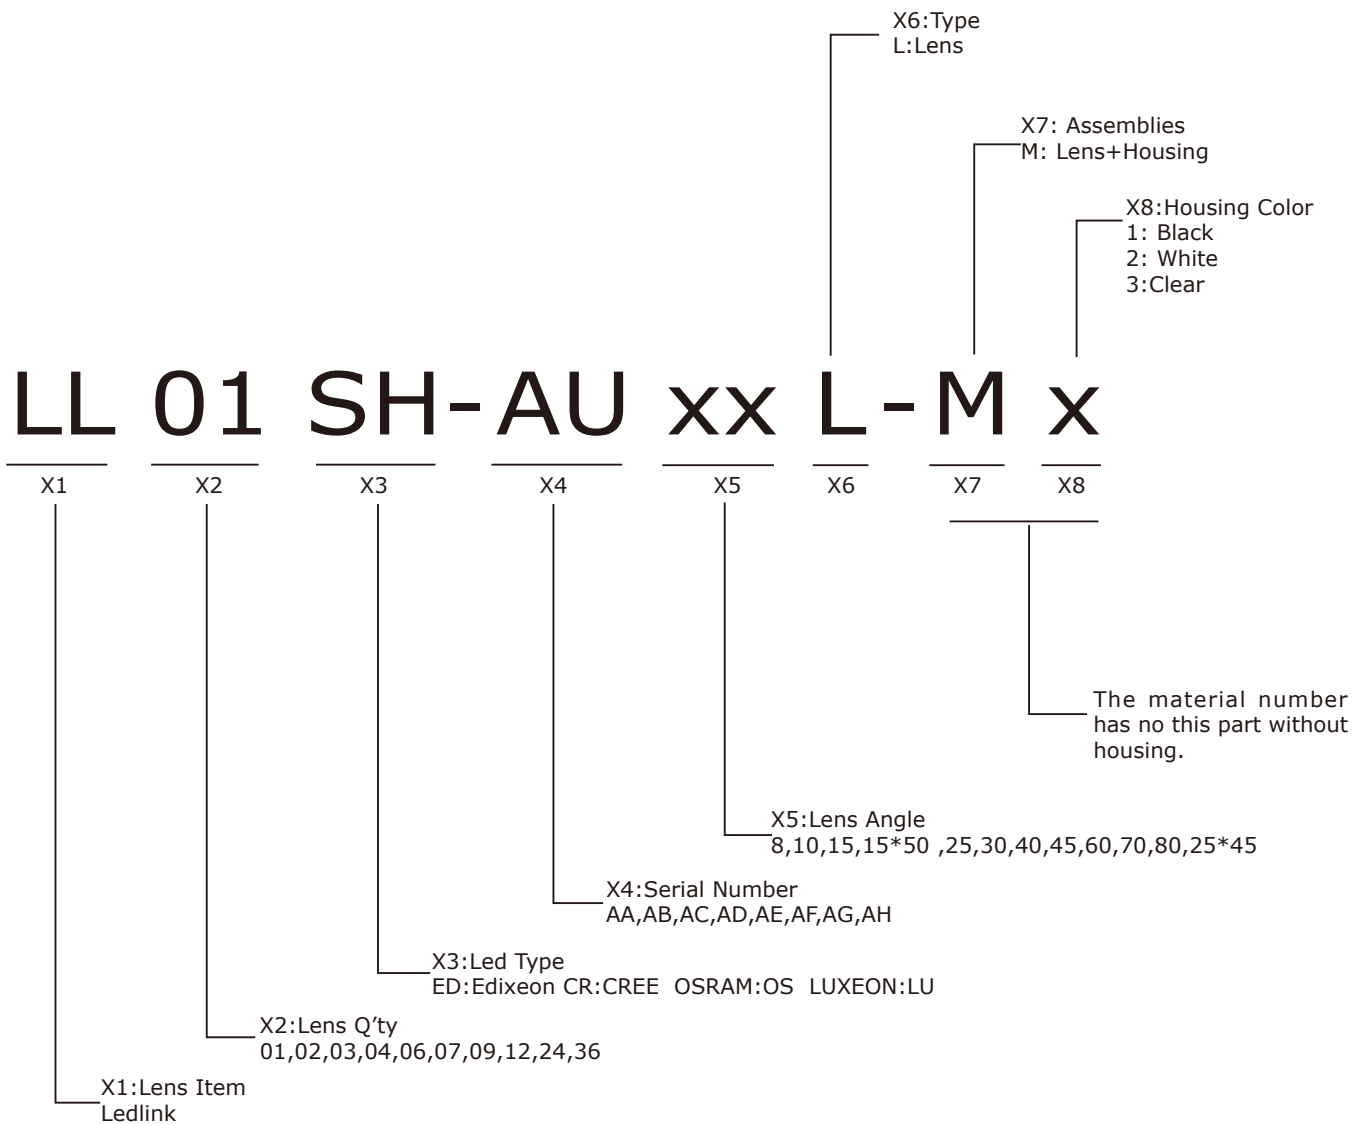 X6:Type
L:Lens
X7: Assemblies
M: Lens+Housing
X8:Housing Color
1: Black
2: White
3:Clear
LL 01 SH-AU xx L-M x
X1 X2 X3 X4 X5 X6 X7 X8
The material number
has no this part without
housing.
X5:Lens Angle
8,10,15,15*50 ,25,30,40,45,60,70,80,25*45
X4:Serial Number
AA,AB,AC,AD,AE,AF,AG,AH
X3:Led Type
ED:Edixeon CR:CREE OSRAM:OS LUXEON:LU
X2:Lens Q’ty
01,02,03,04,06,07,09,12,24,36
X1:Lens Item
Ledlink